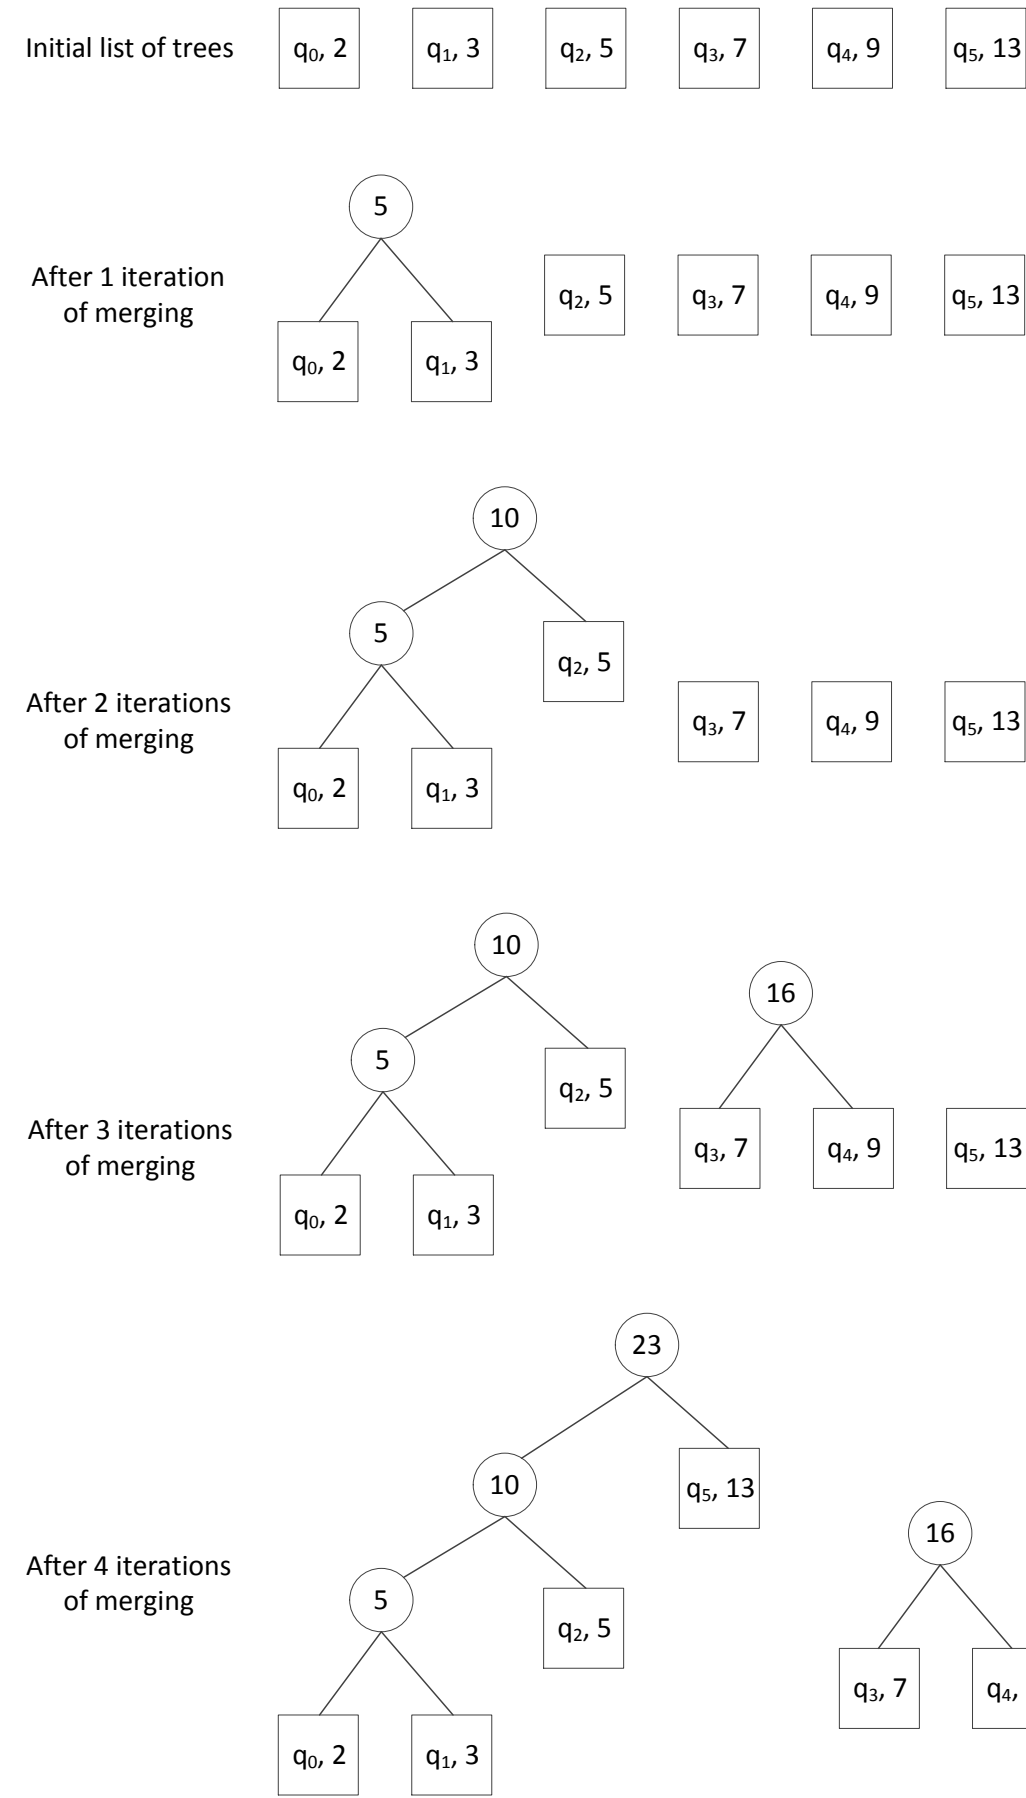 Initial list of trees
q₀, 2 q₁, 3 q₂, 5 q₃, 7 q₄, 9 q₅, 13
5
After 1 iteration
of merging
q₂, 5 q₃, 7 q₄, 9 q₅, 13
q₀, 2 q₁, 3
10
5
q₂, 5
After 2 iterations
of merging
q₃, 7 q₄, 9 q₅, 13
q₀, 2 q₁, 3
10
16
5
q₂, 5
After 3 iterations
of merging
q₃, 7 q₄, 9 q₅, 13
q₀, 2 q₁, 3
23
10
q₅, 13
16
After 4 iterations
of merging
5
q₂, 5
q₃, 7 q₄,
q₀, 2 q₁, 3